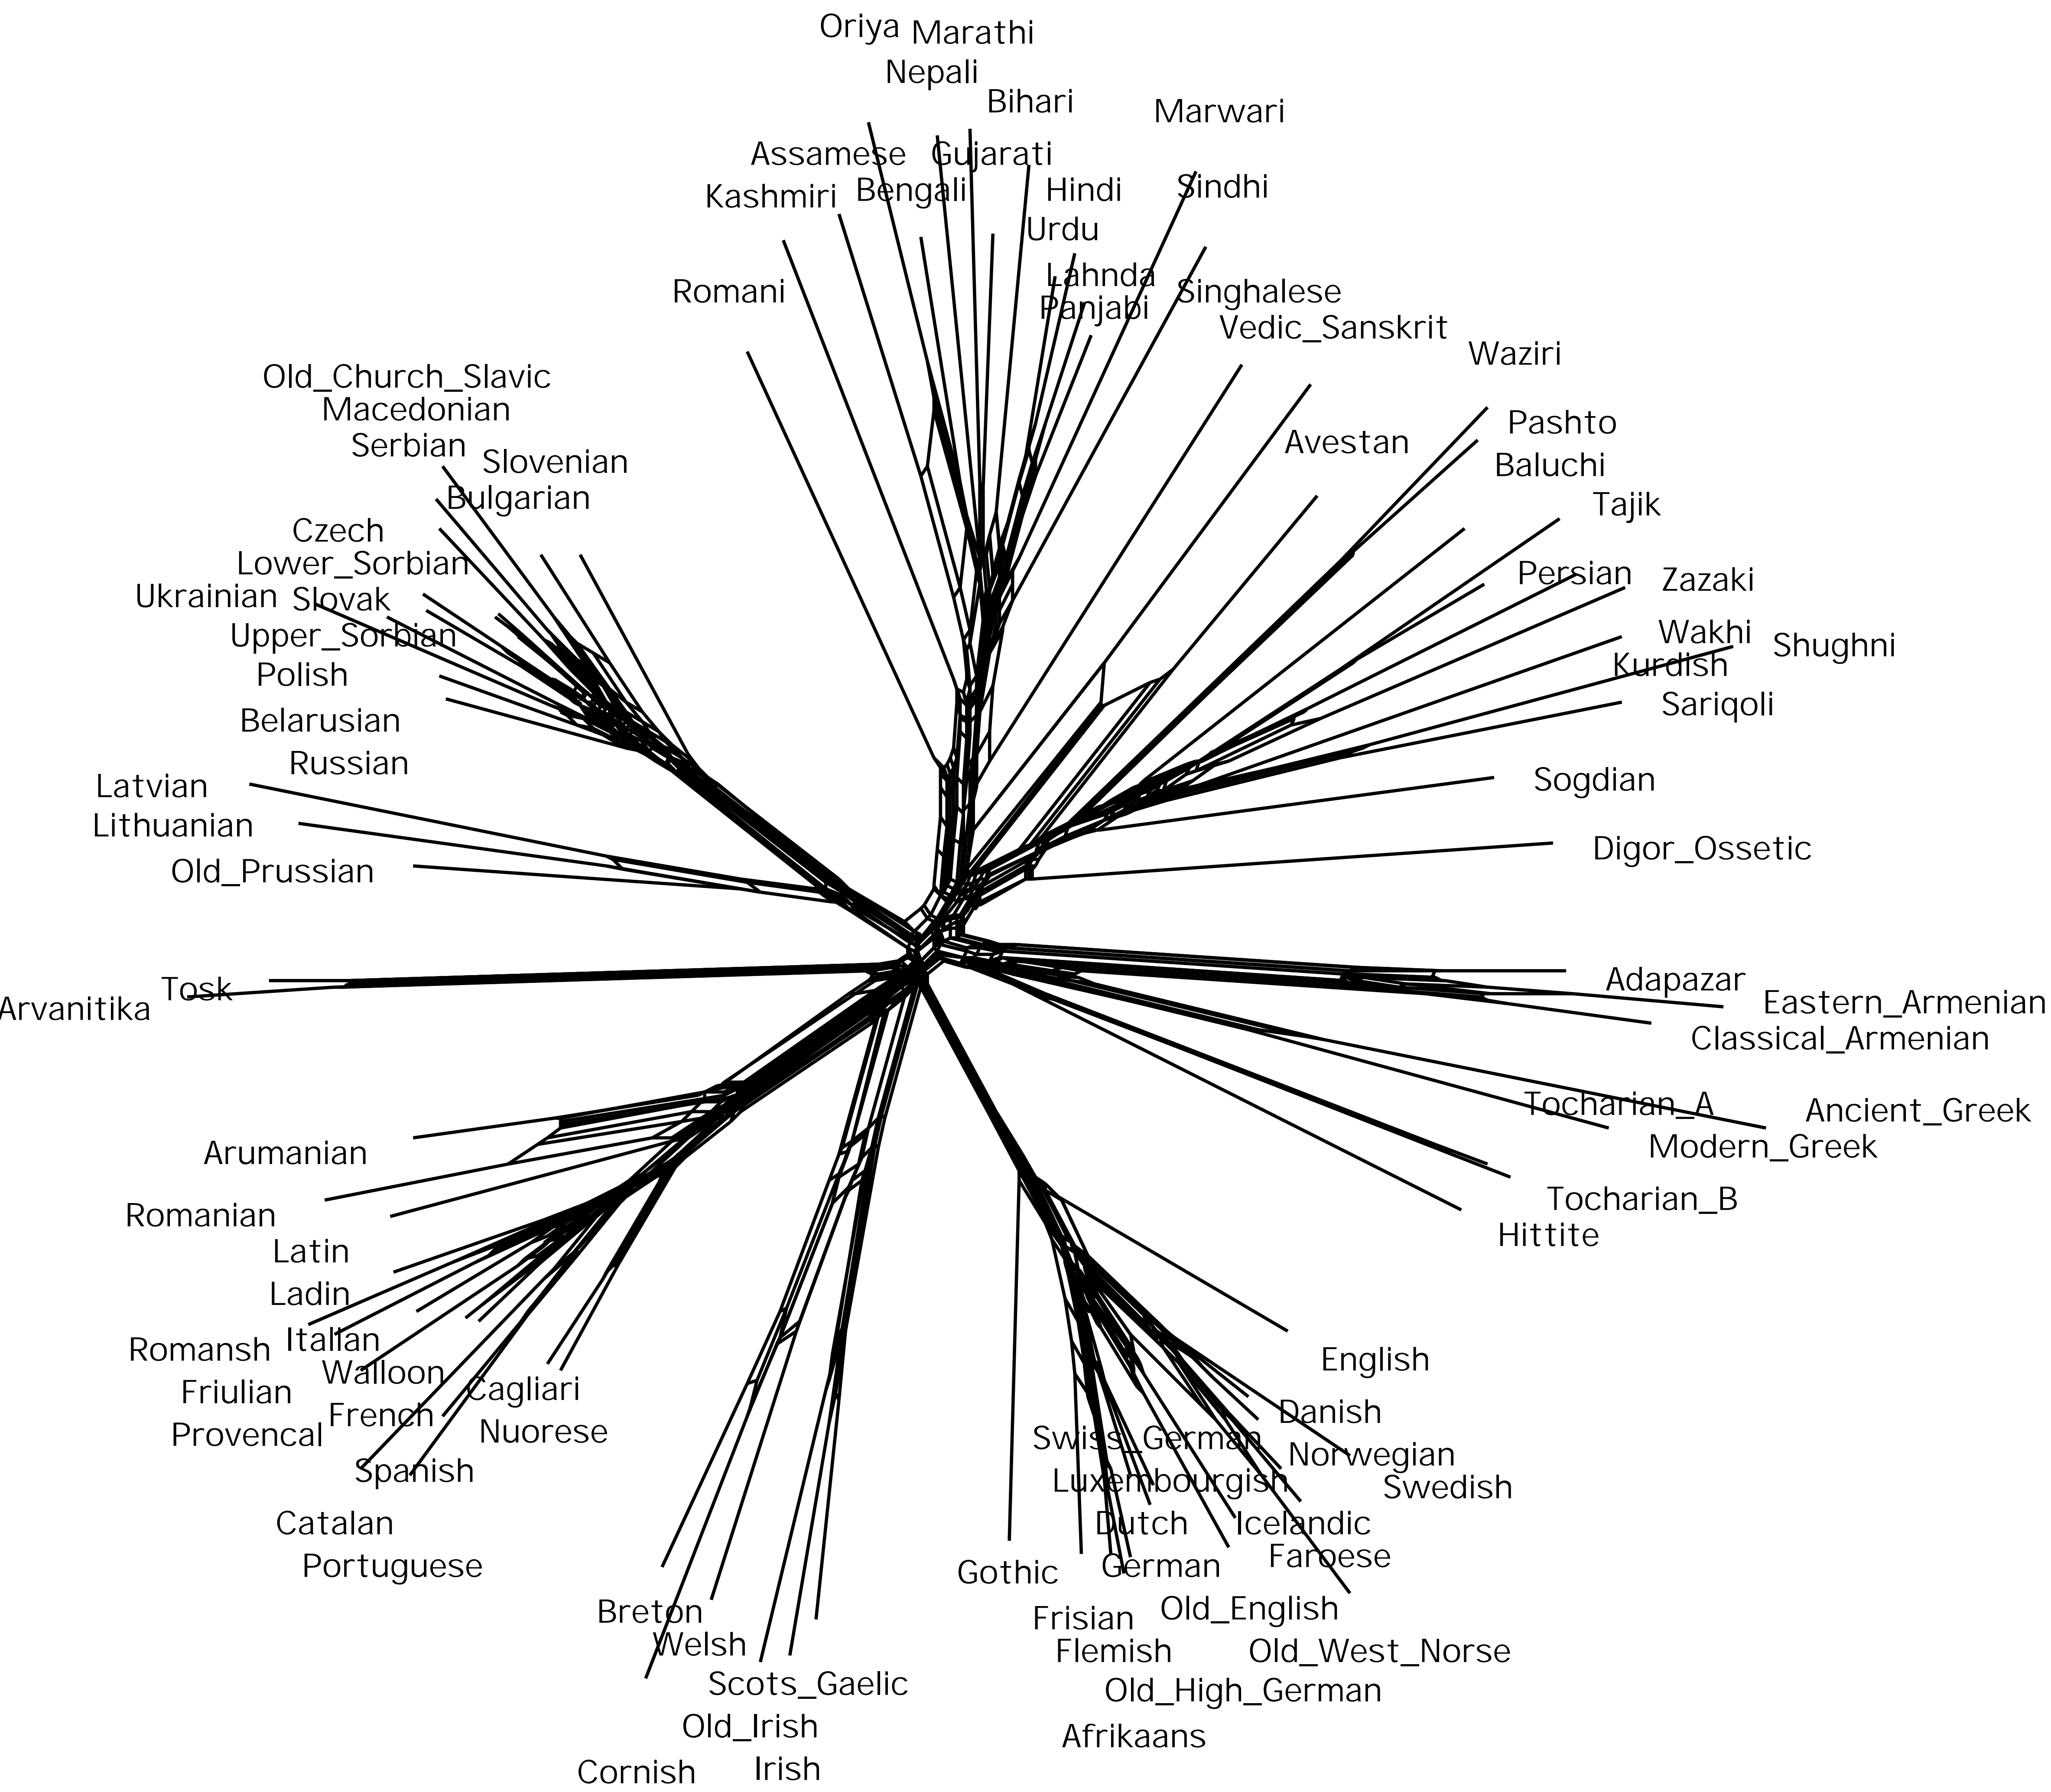 Oriya
Marathi
Nepali
Bihari
Marwari
Assamese
Gujarati
Kashmiri
Bengali
Hindi
Sindhi
Urdu
Lahnda
Romani
Panjabi
Singhalese
Vedic_Sanskrit
Waziri
Old_Church_Slavic
Macedonian
Pashto
Serbian
Avestan
Slovenian
Baluchi
Bulgarian
Tajik
Czech
Lower_Sorbian
Persian
Zazaki
Ukrainian
Slovak
Upper_Sorbian
Wakhi
Shughni
Kurdish
Polish
Sariqoli
Belarusian
Russian
Sogdian
Latvian
Lithuanian
Digor_Ossetic
Old_Prussian
Adapazar
Tosk
Eastern_Armenian
Arvanitika
Classical_Armenian
Tocharian_A
Ancient_Greek
Modern_Greek
Arumanian
Tocharian_B
Romanian
Hittite
Latin
Ladin
Italian
Romansh
English
Walloon
Cagliari
Friulian
French
Danish
Nuorese
Provencal
Swiss_German
Norwegian
Spanish
Luxembourgish
Swedish
Catalan
Dutch
Icelandic
Faroese
Portuguese
German
Gothic
Old_English
Breton
Frisian
Welsh
Flemish
Old_West_Norse
Scots_Gaelic
Old_High_German
Old_Irish
Afrikaans
Irish
Cornish